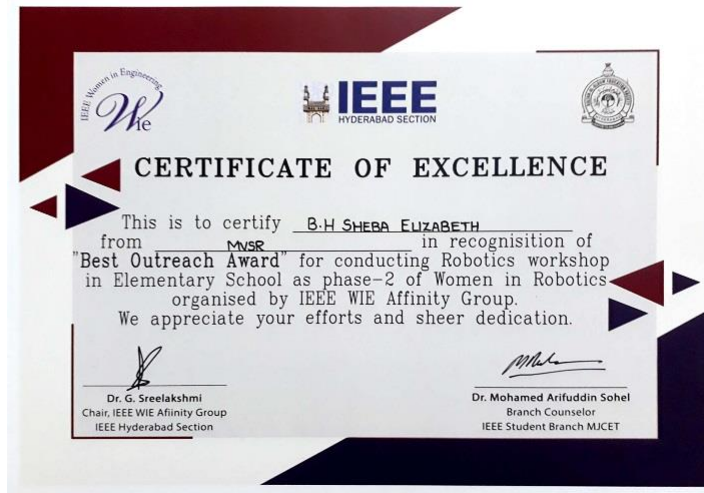 IEEE Women in Engineering
Wie
IEEE
HYDERABAD SECTION
CERTIFICATE OF EXCELLENCE
This is to certify B.H SHEBA ELIZABETH
from MVSR in recognisition of
"Best Outreach Award" for conducting Robotics workshop
in Elementary School as phase-2 of Women in Robotics
organised by IEEE WIE Affinity Group.
We appreciate your efforts and sheer dedication.
Dr. G. Sreelakshmi
Chair, IEEE WIE Afiinity Group
IEEE Hyderabad Section
Dr. Mohamed Arifuddin Sohel
Branch Counselor
IEEE Student Branch MJCET